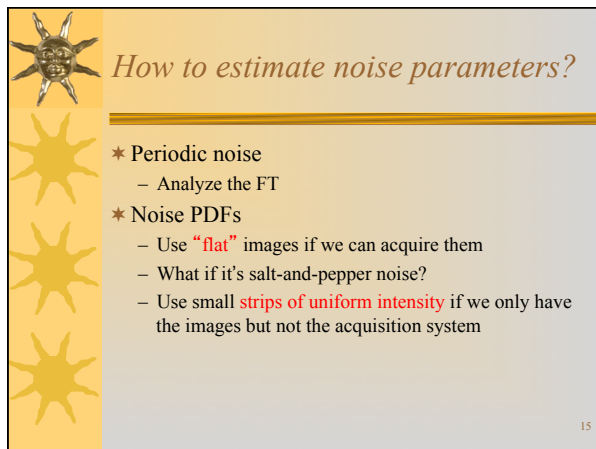 How to estimate noise parameters?
✶ Periodic noise
– Analyze the FT
✶ Noise PDFs
– Use “flat” images if we can acquire them
– What if it’s salt-and-pepper noise?
– Use small strips of uniform intensity if we only have
the images but not the acquisition system
15